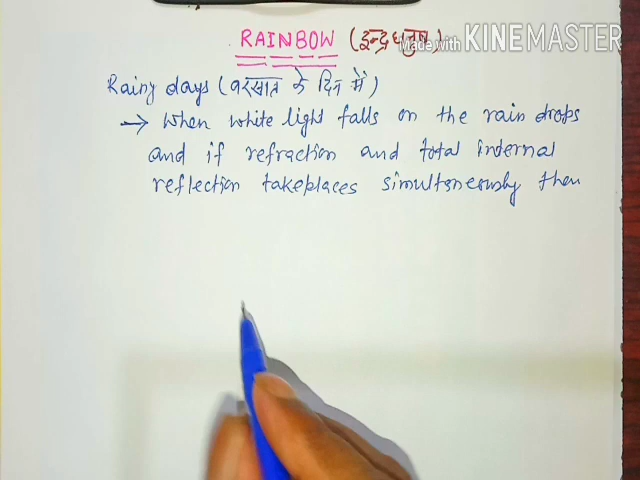 RAINBOW (इन्द्रधनुष)
Made with KINEMASTER
Rainy days (बरसात के दिन में)
→ When white light falls on the rain drops
and if refraction and total internal
reflection takeplaces simultoneously then